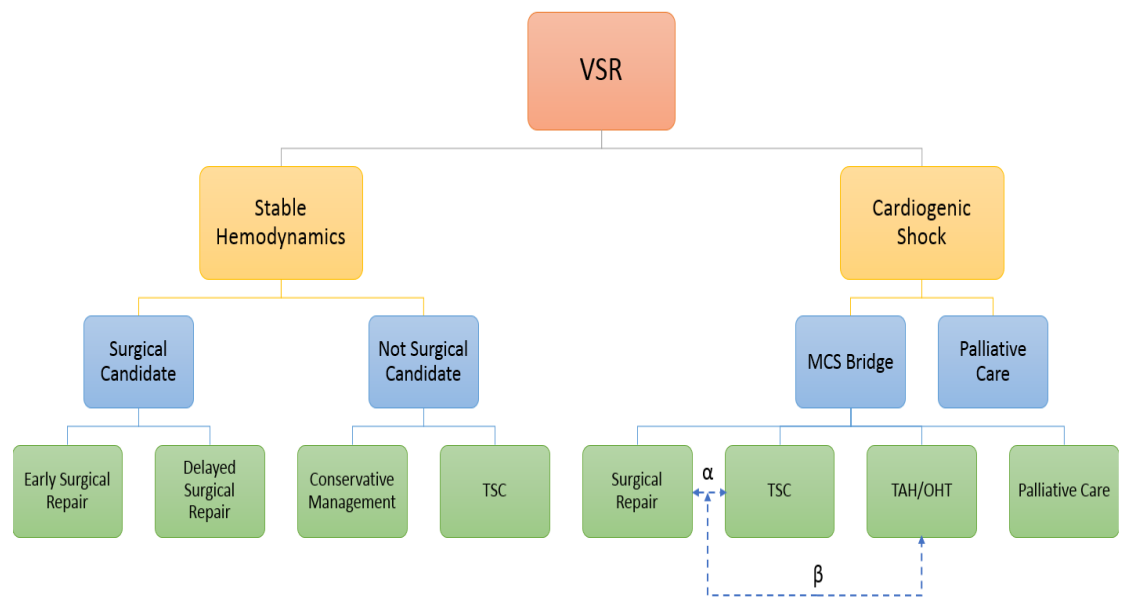 VSR
Stable
Hemodynamics
Cardiogenic
Shock
Surgical
Candidate
Not Surgical
Candidate
MCS Bridge
Palliative
Care
Early Surgical
Repair
Delayed
Surgical
Repair
Conservative
Management
TSC
Surgical
Repair
α
TSC
TAH/OHT
Palliative Care
β